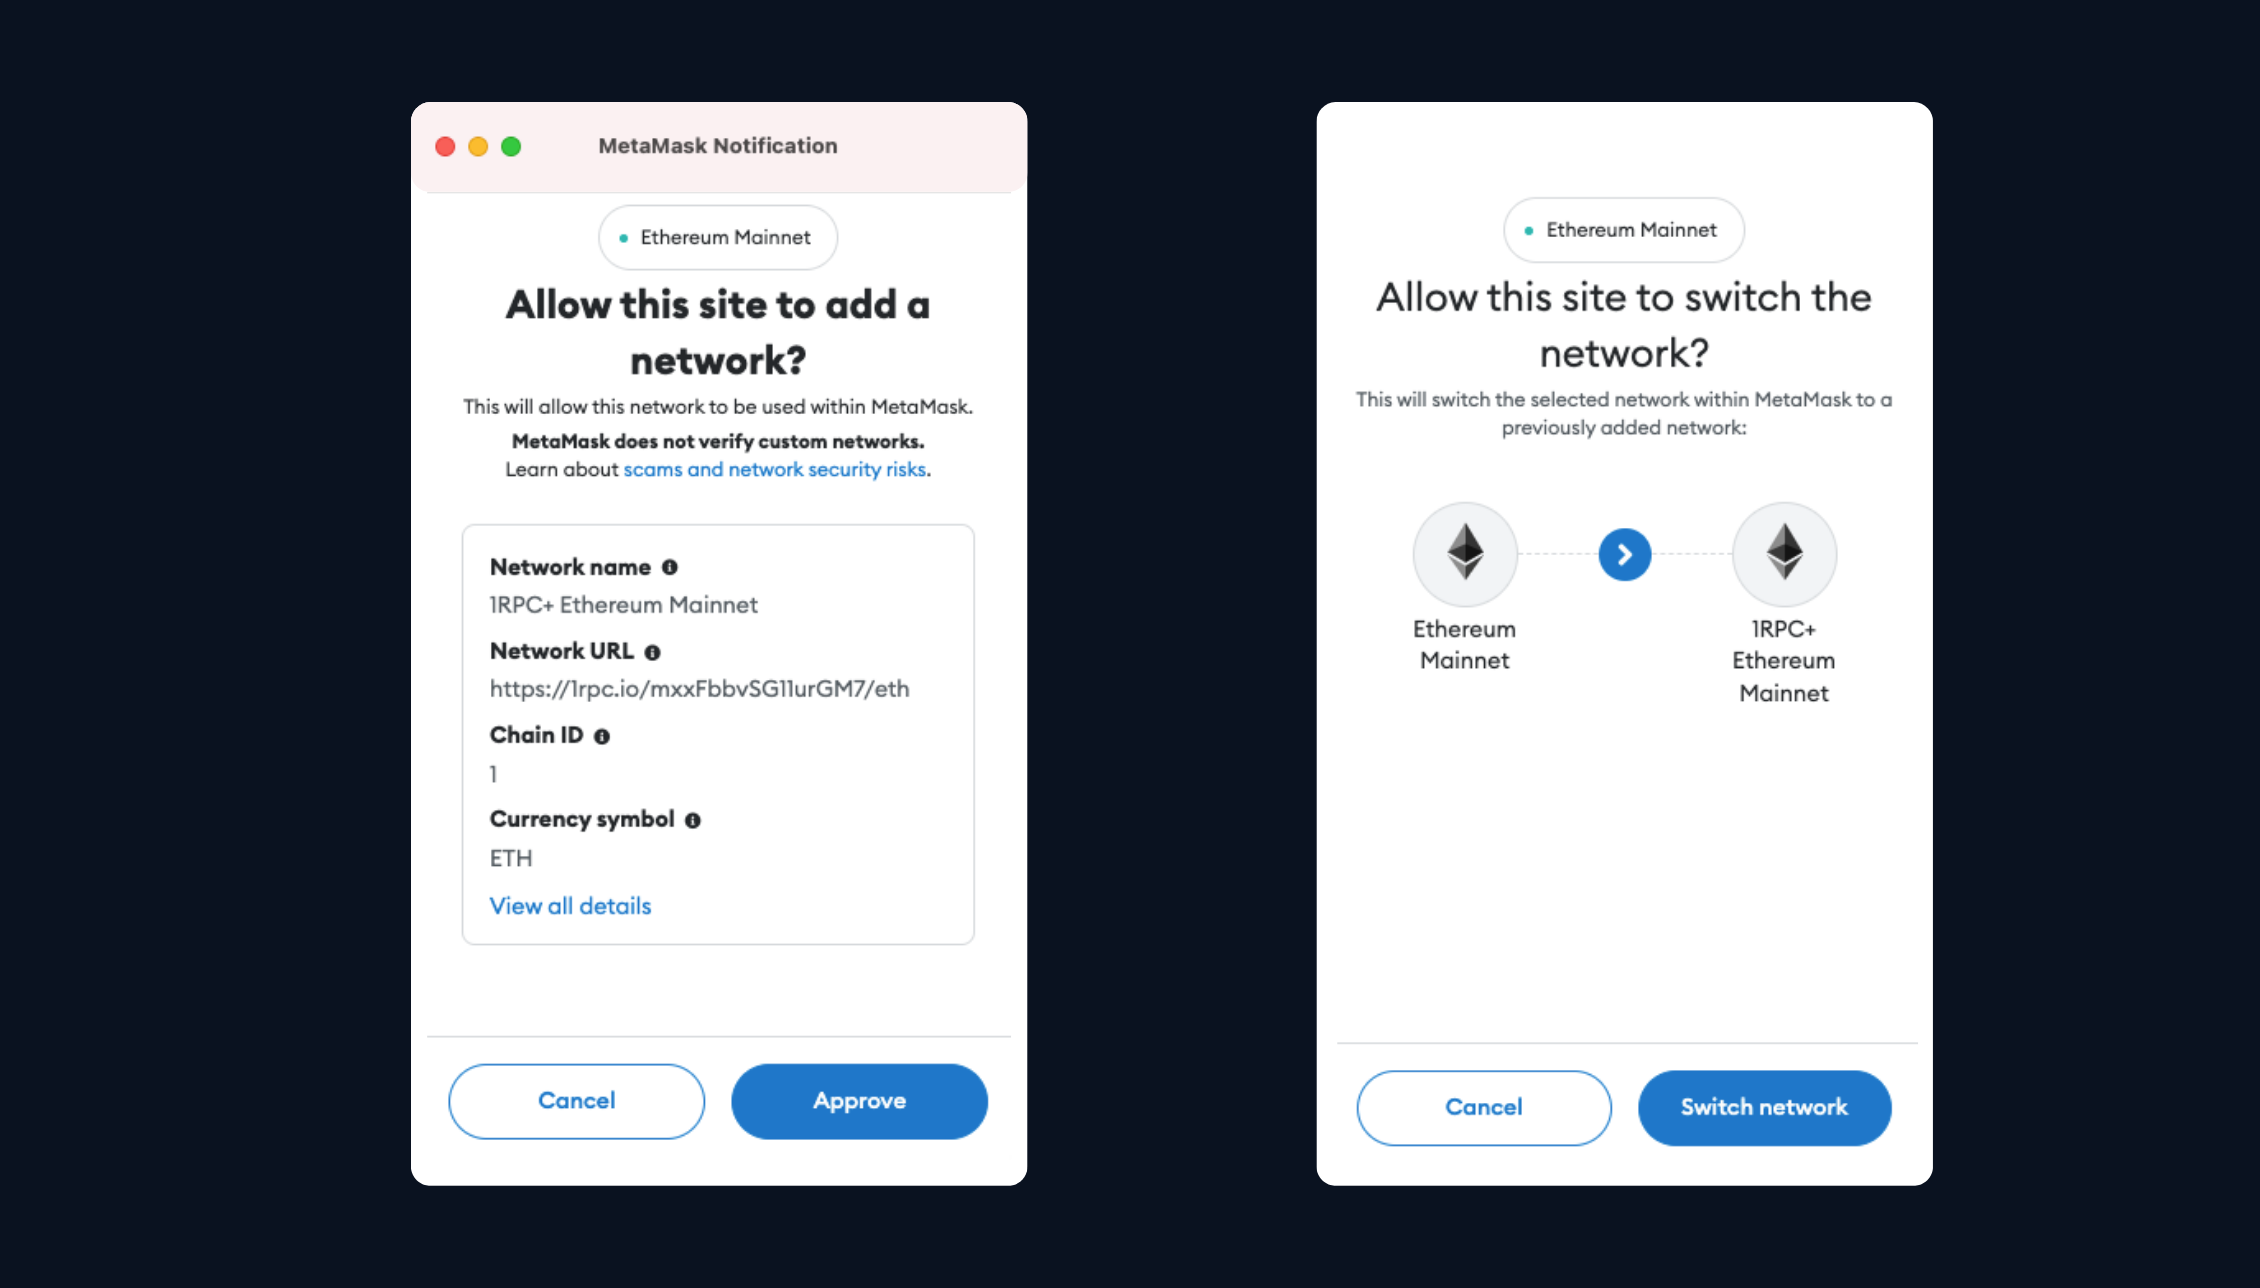 MetaMask Notification
Ethereum Mainnet
Allow this site to add a
network?
This will allow this network to be used within MetaMask.
MetaMask does not verify custom networks.
Learn about scams and network security risks.
Network name
1RPC+ Ethereum Mainnet
Network URL
https://1rpc.io/mxxFbbvSG11urGM7/eth
Chain ID
1
Currency symbol
ETH
View all details
Cancel
Approve
Ethereum Mainnet
Allow this site to switch the
network?
This will switch the selected network within MetaMask to a
previously added network:
Ethereum
Mainnet
1RPC+
Ethereum
Mainnet
Cancel
Switch network